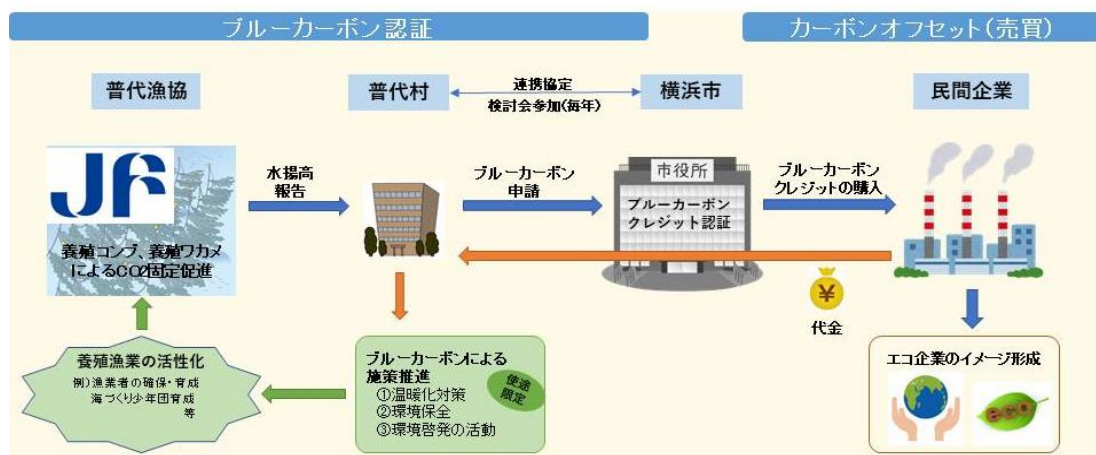 ブルーカーボン認証
カーボンオフセット(売買)
普代漁協
普代村
連携協定
検討会参加(毎年)
横浜市
民間企業
JF
養殖コンブ、養殖ワカメ
によるCO2固定促進
水揚高
報告
ブルーカーボン
申請
市役所
ブルーカーボン
クレジット認証
ブルーカーボン
クレジットの購入
¥
代金
養殖漁業の活性化
例)漁業者の確保・育成
海づくり少年団育成
等
ブルーカーボンによる
施策推進
①温暖化対策
②環境保全
③環境啓発の活動
使途
限定
エコ企業のイメージ形成
eco